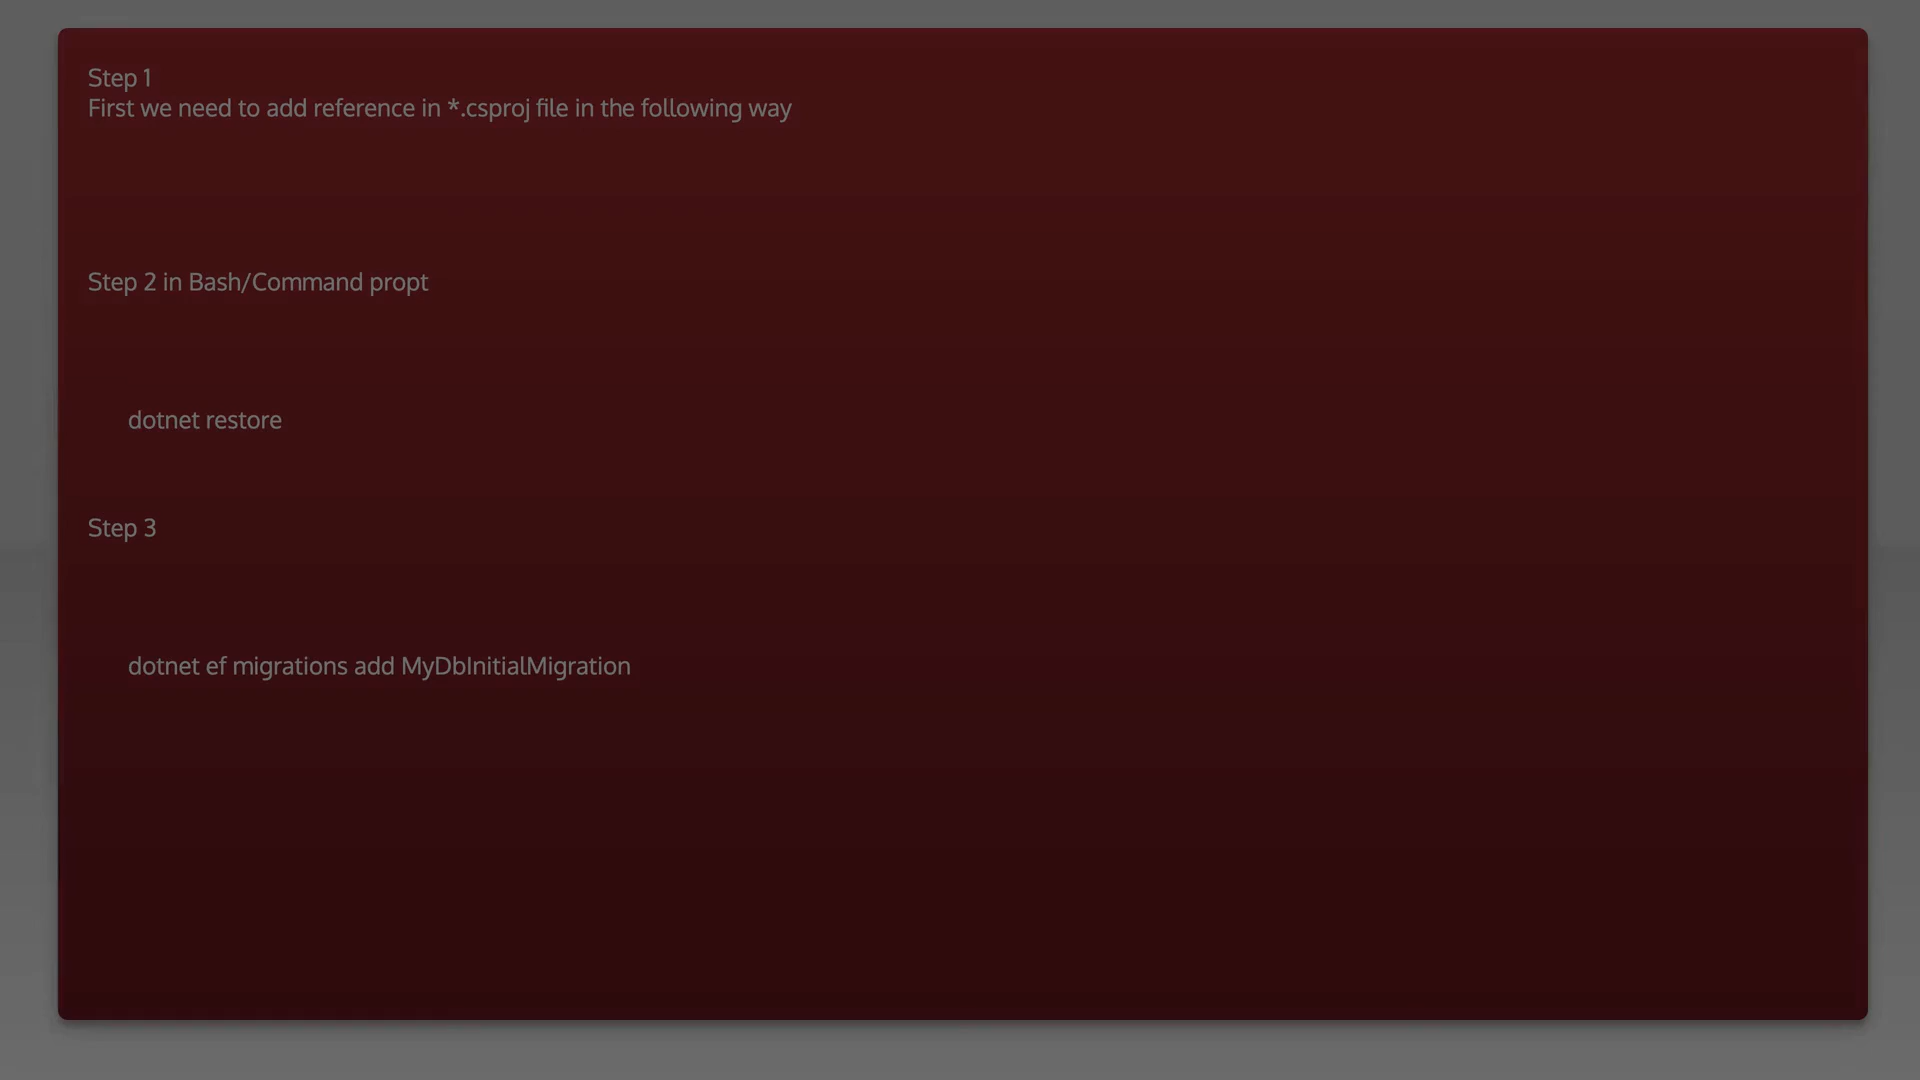 Step 1
First we need to add reference in *.csproj file in the following way
Step 2 in Bash/Command propt
dotnet restore
Step 3
dotnet ef migrations add MyDbInitialMigration